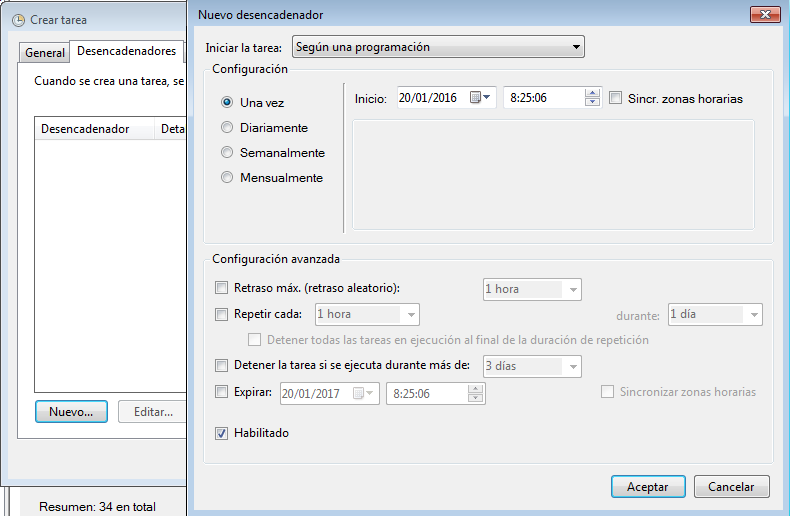 Crear tarea
General Desencadenadores
Cuando se crea una tarea, se
Desencadenador Deta
Nuevo... Editar...
Resumen: 34 en total
Nuevo desencadenador
Iniciar la tarea: Según una programación
Configuración
Una vez
Diariamente
Semanalmente
Mensualmente
Inicio: 20/01/2016 8:25:06 Sincr. zonas horarias
Configuración avanzada
Retraso máx. (retraso aleatorio): 1 hora
Repetir cada: 1 hora durante: 1 día
Detener todas las tareas en ejecución al final de la duración de repetición
Detener la tarea si se ejecuta durante más de: 3 días
Expirar: 20/01/2017 8:25:06 Sincronizar zonas horarias
Habilitado
Aceptar Cancelar